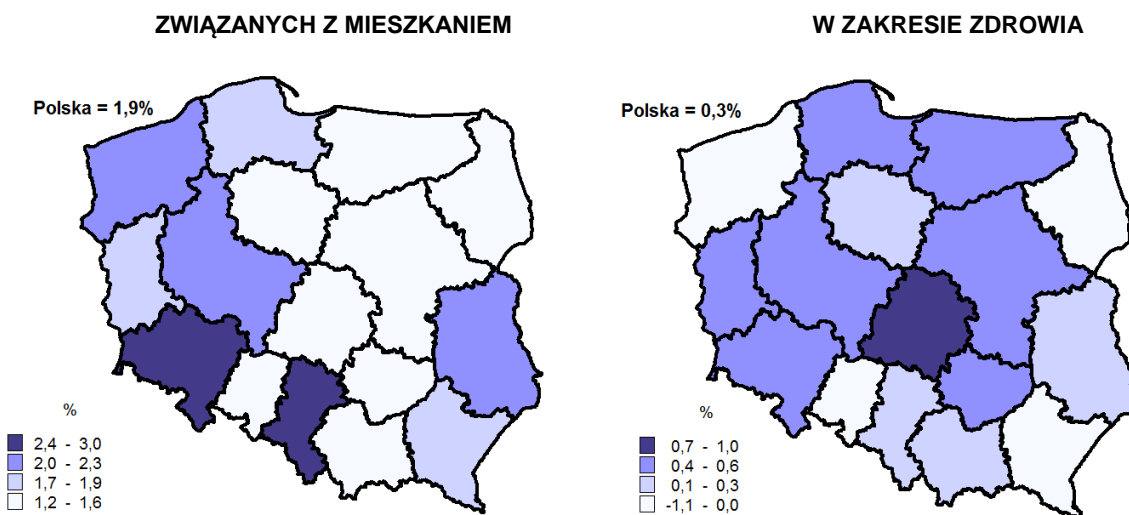 ZWIĄZANYCH Z MIESZKANIEM
Polska = 1,9%
%
2,4 - 3,0
2,0 - 2,3
1,7 - 1,9
1,2 - 1,6
W ZAKRESIE ZDROWIA
Polska = 0,3%
%
0,7 - 1,0
0,4 - 0,6
0,1 - 0,3
-1,1 - 0,0